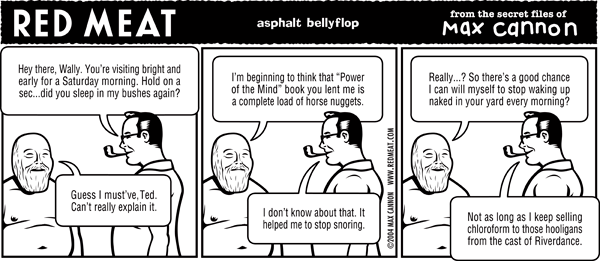 RED MEAT
asphalt bellyflop
from the secret files of
Max cannon
Hey there, Wally. You're visiting bright and
early for a Saturday morning. Hold on a
sec...did you sleep in my bushes again?
Guess I must've, Ted.
Can't really explain it.
I'm beginning to think that "Power
of the Mind" book you lent me is
a complete load of horse nuggets.
I don't know about that. It
helped me to stop snoring.
©2004 MAX CANNON WWW.REDMEAT.COM
Really...? So there's a good chance
I can will myself to stop waking up
naked in your yard every morning?
Not as long as I keep selling
chloroform to those hooligans
from the cast of Riverdance.